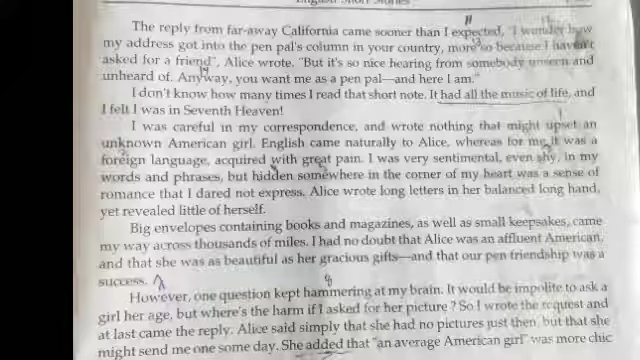 English Short Stories
The reply from far-away California came sooner than I expected, "I wonder how
my address got into the pen pal's column in your country, more so because I haven't
asked for a friend", Alice wrote. "But it's so nice hearing from somebody unseen and
unheard of. Anyway, you want me as a pen pal—and here I am."
I don't know how many times I read that short note. It had all the music of life, and
I felt I was in Seventh Heaven!
I was careful in my correspondence, and wrote nothing that might upset an
unknown American girl. English came naturally to Alice, whereas for me it was a
foreign language, acquired with great pain. I was very sentimental, even shy, in my
words and phrases, but hidden somewhere in the corner of my heart was a sense of
romance that I dared not express. Alice wrote long letters in her balanced long hand,
yet revealed little of herself.
Big envelopes containing books and magazines, as well as small keepsakes, came
my way across thousands of miles. I had no doubt that Alice was an affluent American,
and that she was as beautiful as her gracious gifts—and that our pen friendship was a
success.
However, one question kept hammering at my brain. It would be impolite to ask a
girl her age, but where's the harm if I asked for her picture ? So I wrote the request and
at last came the reply. Alice said simply that she had no pictures just then, but that she
might send me one some day. She added that "an average American girl" was more chic